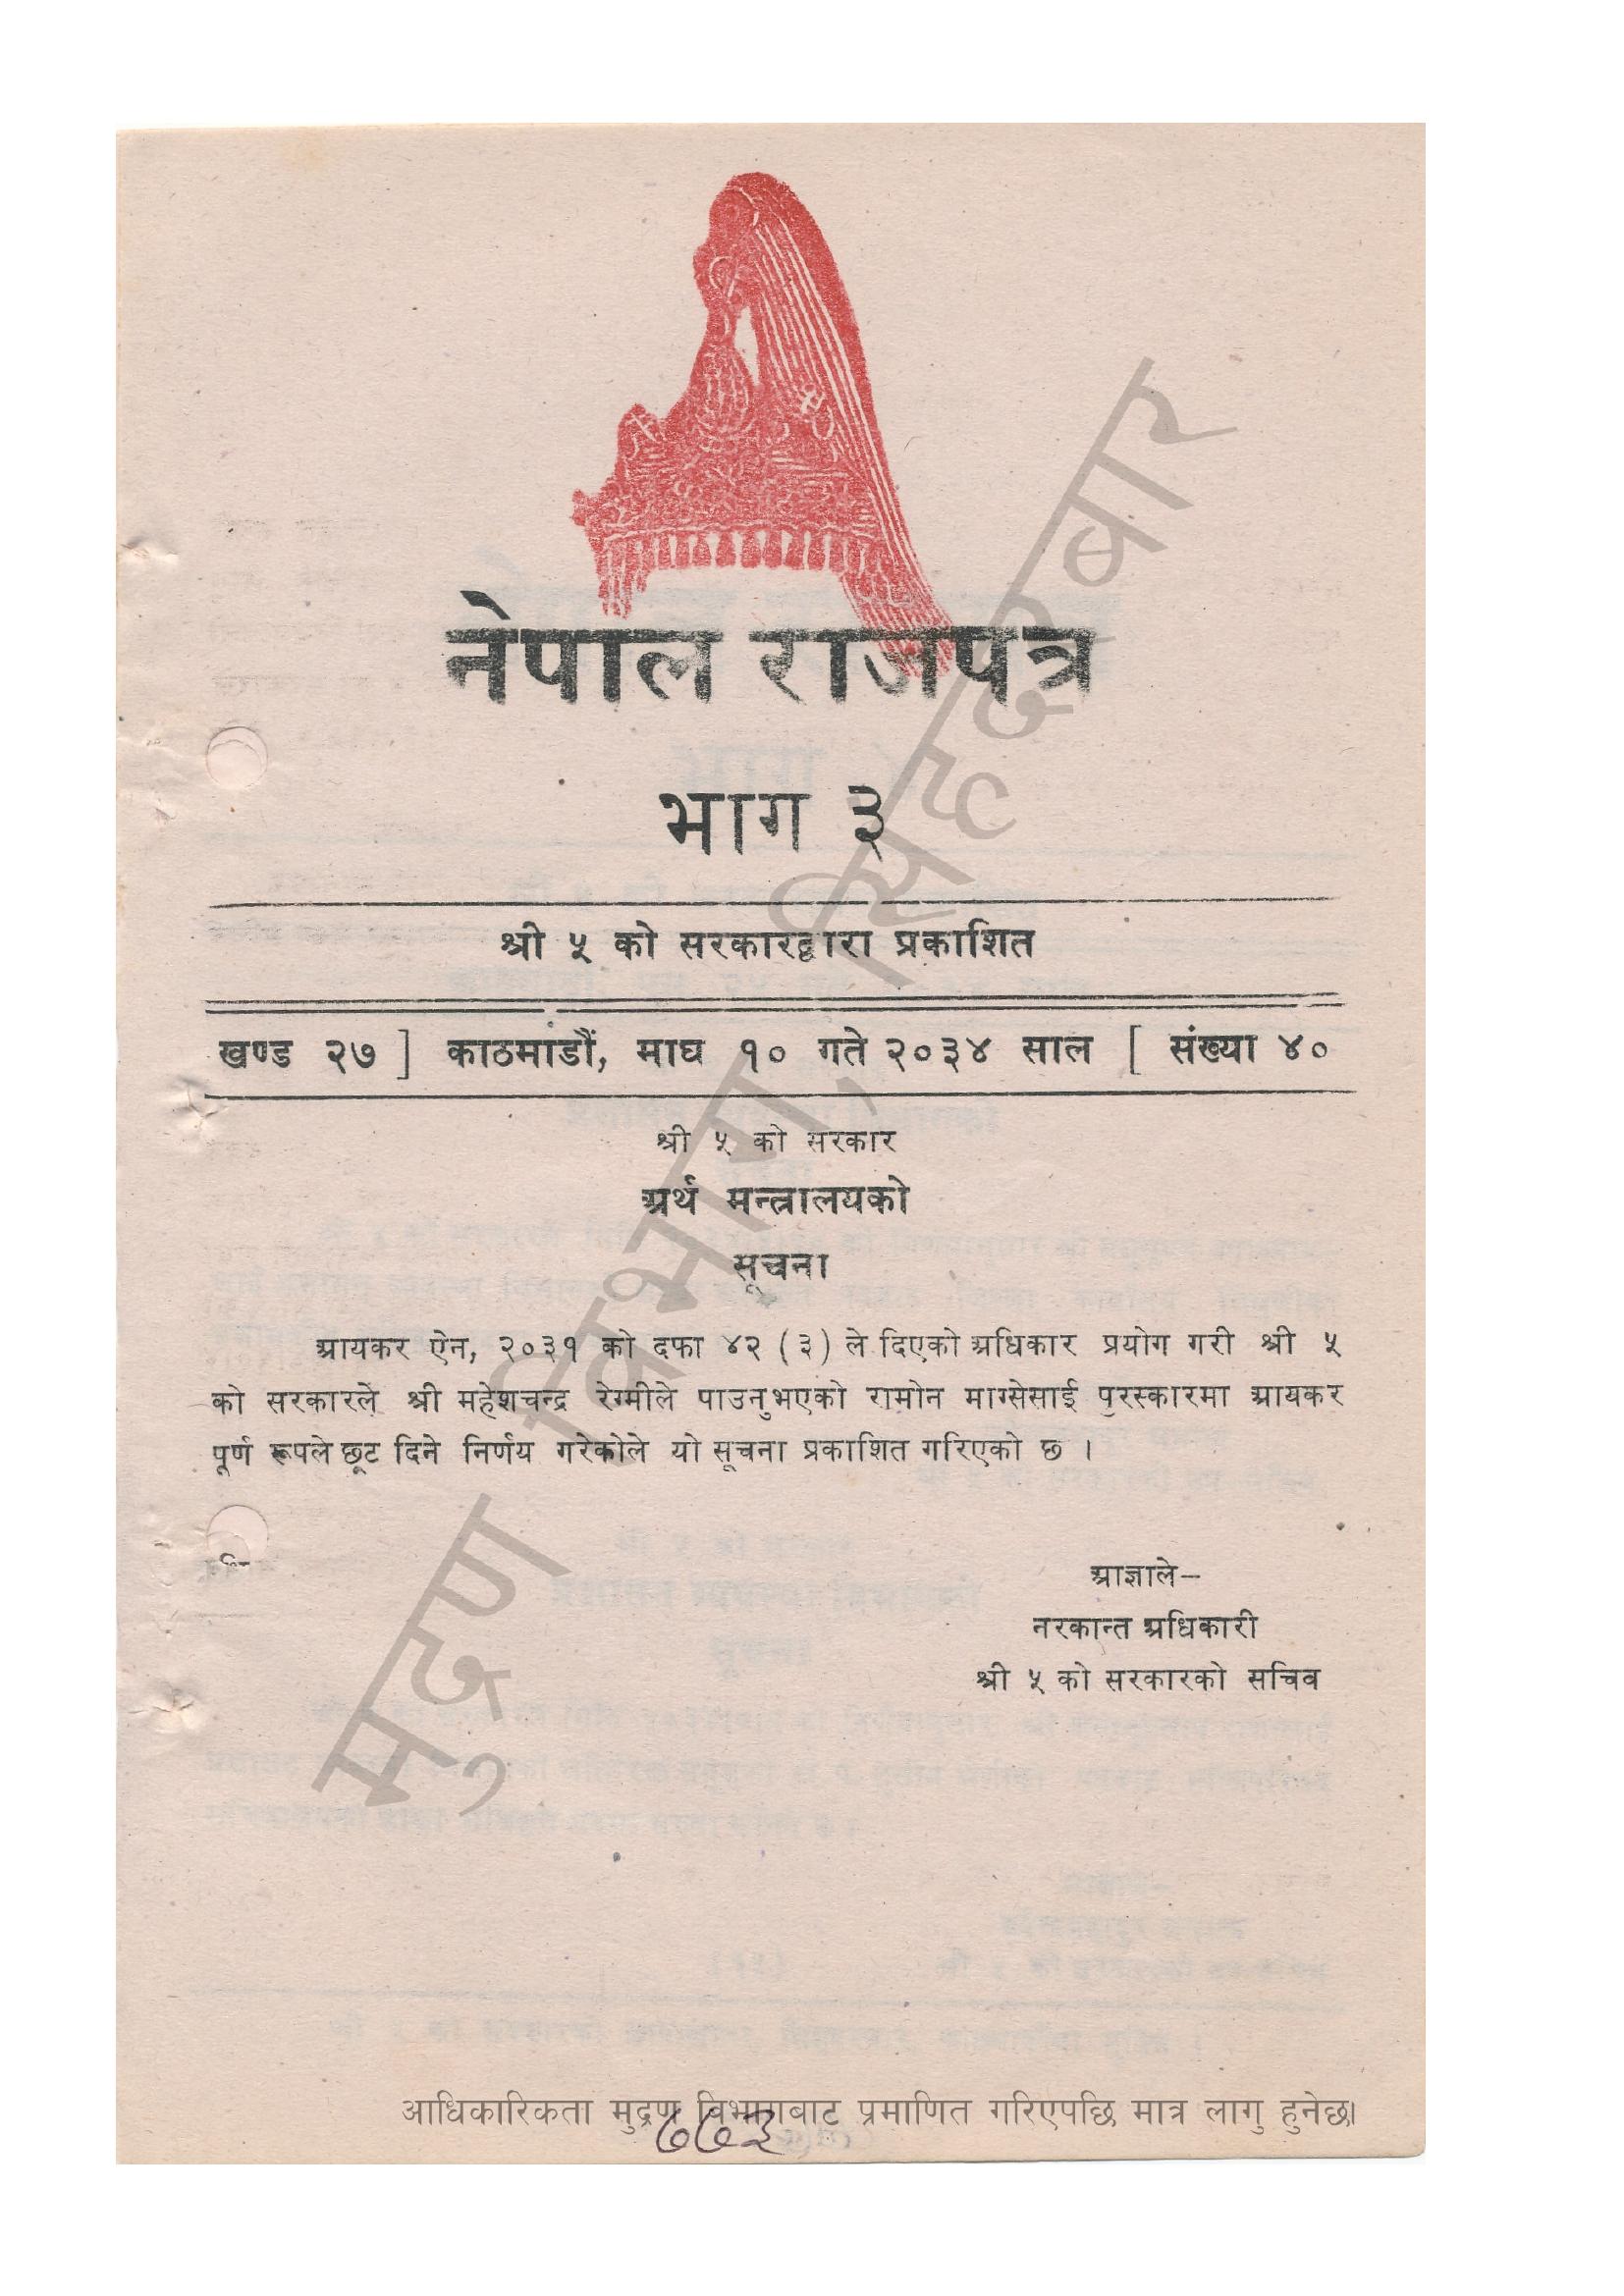 नेपाल राजपत्र
भाग ३
श्री ५ को सरकारद्वारा प्रकाशित
खण्ड २७ ] काठमाडौं, माघ १० गते २०३४ साल [ संख्या ४०
श्री ५ को सरकार
अर्थ मन्त्रालयको
सूचना
आयकर ऐन, २०३१ को दफा ४२ (३) ले दिएको अधिकार प्रयोग गरी श्री ५
को सरकारले श्री महेशचन्द्र रेग्मीले पाउनुभएको रामोन माग्सेसाई पुरस्कारमा आयकर
पूर्ण रूपले छूट दिने निर्णय गरेकोले यो सूचना प्रकाशित गरिएको छ ।
आज्ञाले–
नरकान्त अधिकारी
श्री ५ को सरकारको सचिव
मुद्रण विभाग, सिंहदरबार
आधिकारिकता मुद्रण विभागबाट प्रमाणित गरिएपछि मात्र लागु हुनेछ।
७७३